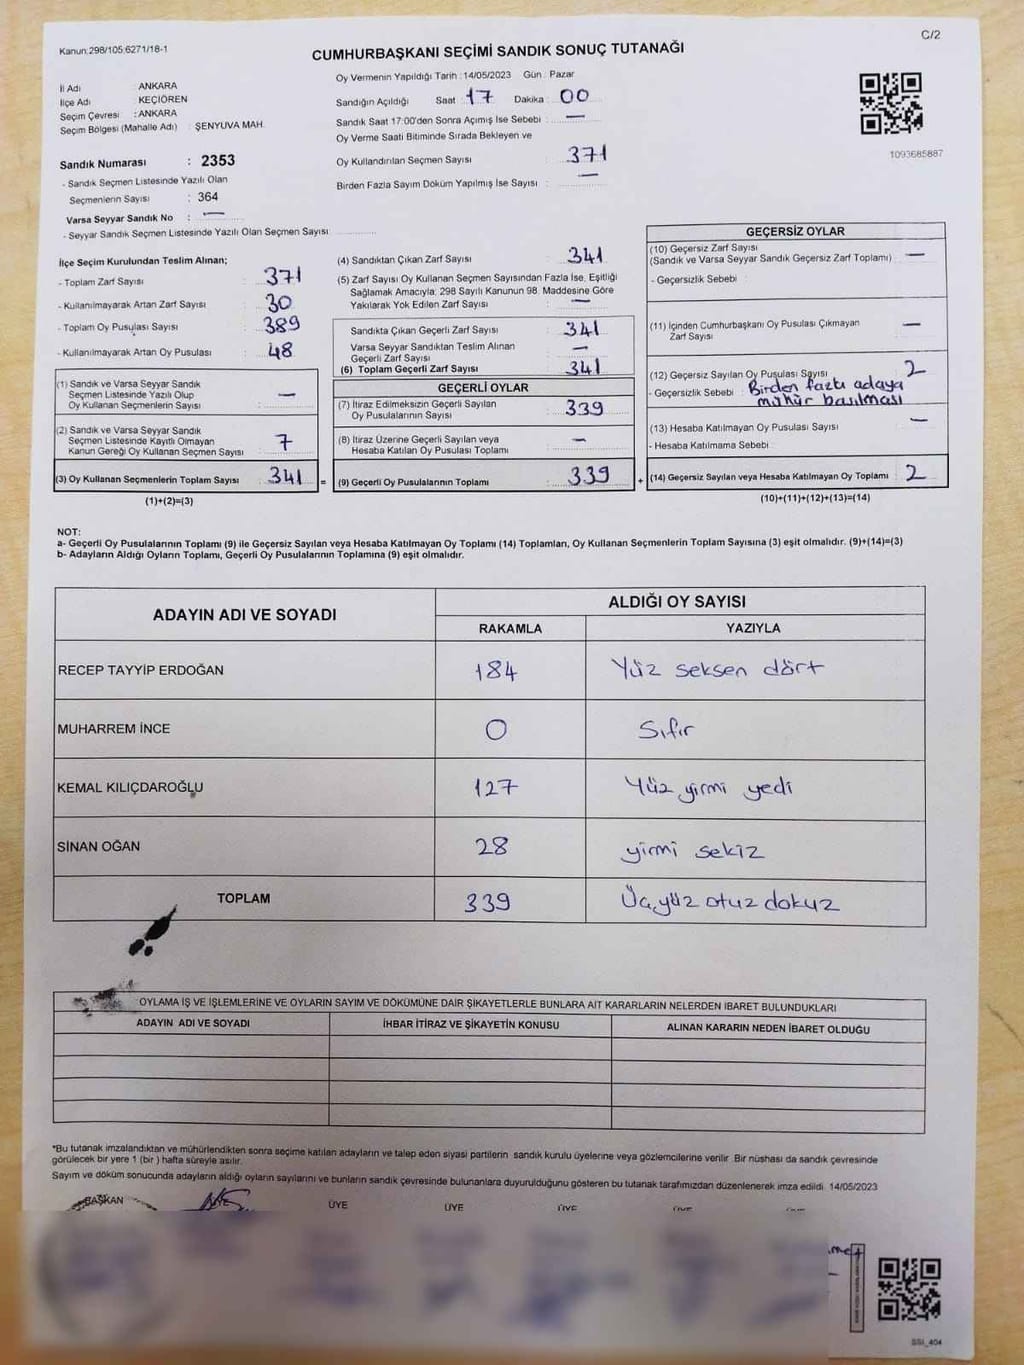 Kanun:298/105;6271/18-1
C/2
CUMHURBAŞKANI SEÇİMİ SANDIK SONUÇ TUTANAĞI
İl Adı : ANKARA
İlçe Adı : KEÇİÖREN
Seçim Çevresi : ANKARA
Seçim Bölgesi (Mahalle Adı) : ŞENYUVA MAH.
Sandık Numarası : 2353
- Sandık Seçmen Listesinde Yazılı Olan
Seçmenlerin Sayısı : 364
Varsa Seyyar Sandık No : —
- Seyyar Sandık Seçmen Listesinde Yazılı Olan Seçmen Sayısı
Oy Vermenin Yapıldığı Tarih : 14/05/2023 Gün : Pazar
Sandığın Açıldığı Saat : 17 Dakika : 00
Sandık Saat 17:00'den Sonra Açımış İse Sebebi : —
Oy Verme Saati Bitiminde Sırada Bekleyen ve
Oy Kullandırılan Seçmen Sayısı : 371
Birden Fazla Sayım Döküm Yapılmış İse Sayısı : —
1093685887
İlçe Seçim Kurulundan Teslim Alınan;
- Toplam Zarf Sayısı : 371
- Kullanılmayarak Artan Zarf Sayısı : 30
- Toplam Oy Pusulası Sayısı : 389
- Kullanılmayarak Artan Oy Pusulası : 48
(1) Sandık ve Varsa Seyyar Sandık
Seçmen Listesinde Yazılı Olup
Oy Kullanan Seçmenlerin Sayısı : —
(2) Sandık ve Varsa Seyyar Sandık
Seçmen Listesinde Kayıtlı Olmayan
Kanun Gereği Oy Kullanan Seçmen Sayısı : 7
(3) Oy Kullanan Seçmenlerin Toplam Sayısı : 341
(1)+(2)=(3)
=
(4) Sandıktan Çıkan Zarf Sayısı : 341
(5) Zarf Sayısı Oy Kullanan Seçmen Sayısından Fazla İse, Eşitliği
Sağlamak Amacıyla; 298 Sayılı Kanunun 98. Maddesine Göre
Yakılarak Yok Edilen Zarf Sayısı : —
Sandıkta Çıkan Geçerli Zarf Sayısı : 341
Varsa Seyyar Sandıktan Teslim Alınan
Geçerli Zarf Sayısı : —
(6) Toplam Geçerli Zarf Sayısı : 341
GEÇERLİ OYLAR
(7) İtiraz Edilmeksizin Geçerli Sayılan
Oy Pusulalarının Sayısı : 339
(8) İtiraz Üzerine Geçerli Sayılan veya
Hesaba Katılan Oy Pusulası Toplamı : —
(9) Geçerli Oy Pusulalarının Toplamı : 339
+
GEÇERSİZ OYLAR
(10) Geçersiz Zarf Sayısı
(Sandık ve Varsa Seyyar Sandık Geçersiz Zarf Toplamı) : —
- Geçersizlik Sebebi :
(11) İçinden Cumhurbaşkanı Oy Pusulası Çıkmayan
Zarf Sayısı : —
(12) Geçersiz Sayılan Oy Pusulası Sayısı : 2
- Geçersizlik Sebebi : Birden fazla adaya
mühür basılması
(13) Hesaba Katılmayan Oy Pusulası Sayısı : —
- Hesaba Katılmama Sebebi :
(14) Geçersiz Sayılan veya Hesaba Katılmayan Oy Toplamı : 2
(10)+(11)+(12)+(13)=(14)
NOT:
a- Geçerli Oy Pusulalarının Toplamı (9) ile Geçersiz Sayılan veya Hesaba Katılmayan Oy Toplamı (14) Toplamları, Oy Kullanan Seçmenlerin Toplam Sayısına (3) eşit olmalıdır. (9)+(14)=(3)
b- Adayların Aldığı Oyların Toplamı, Geçerli Oy Pusulalarının Toplamına (9) eşit olmalıdır.
ADAYIN ADI VE SOYADI ALDIĞI OY SAYISI
RAKAMLA YAZIYLA
RECEP TAYYİP ERDOĞAN 184 Yüz seksen dört
MUHARREM İNCE 0 Sıfır
KEMAL KILIÇDAROĞLU 127 Yüz yirmi yedi
SİNAN OĞAN 28 yirmi sekiz
TOPLAM 339 Üçyüz otuz dokuz
OYLAMA İŞ VE İŞLEMLERİNE VE OYLARIN SAYIM VE DÖKÜMÜNE DAİR ŞİKAYETLERLE BUNLARA AİT KARARLARIN NELERDEN İBARET BULUNDUKLARI
ADAYIN ADI VE SOYADI İHBAR İTİRAZ VE ŞİKAYETİN KONUSU ALINAN KARARIN NEDEN İBARET OLDUĞU
*Bu tutanak imzalandıktan ve mühürlendikten sonra seçime katılan adayların ve talep eden siyasi partilerin sandık kurulu üyelerine veya gözlemcilerine verilir. Bir nüshası da sandık çevresinde
görülecek bir yere 1 (bir) hafta süreyle asılır.
Sayım ve döküm sonucunda adayların aldığı oyların sayılarını ve bunların sandık çevresinde bulunanlara duyurulduğunu gösteren bu tutanak tarafımızdan düzenlenerek imza edildi. 14/05/2023
BAŞKAN ÜYE ÜYE ÜYE ÜYE
SSI_404